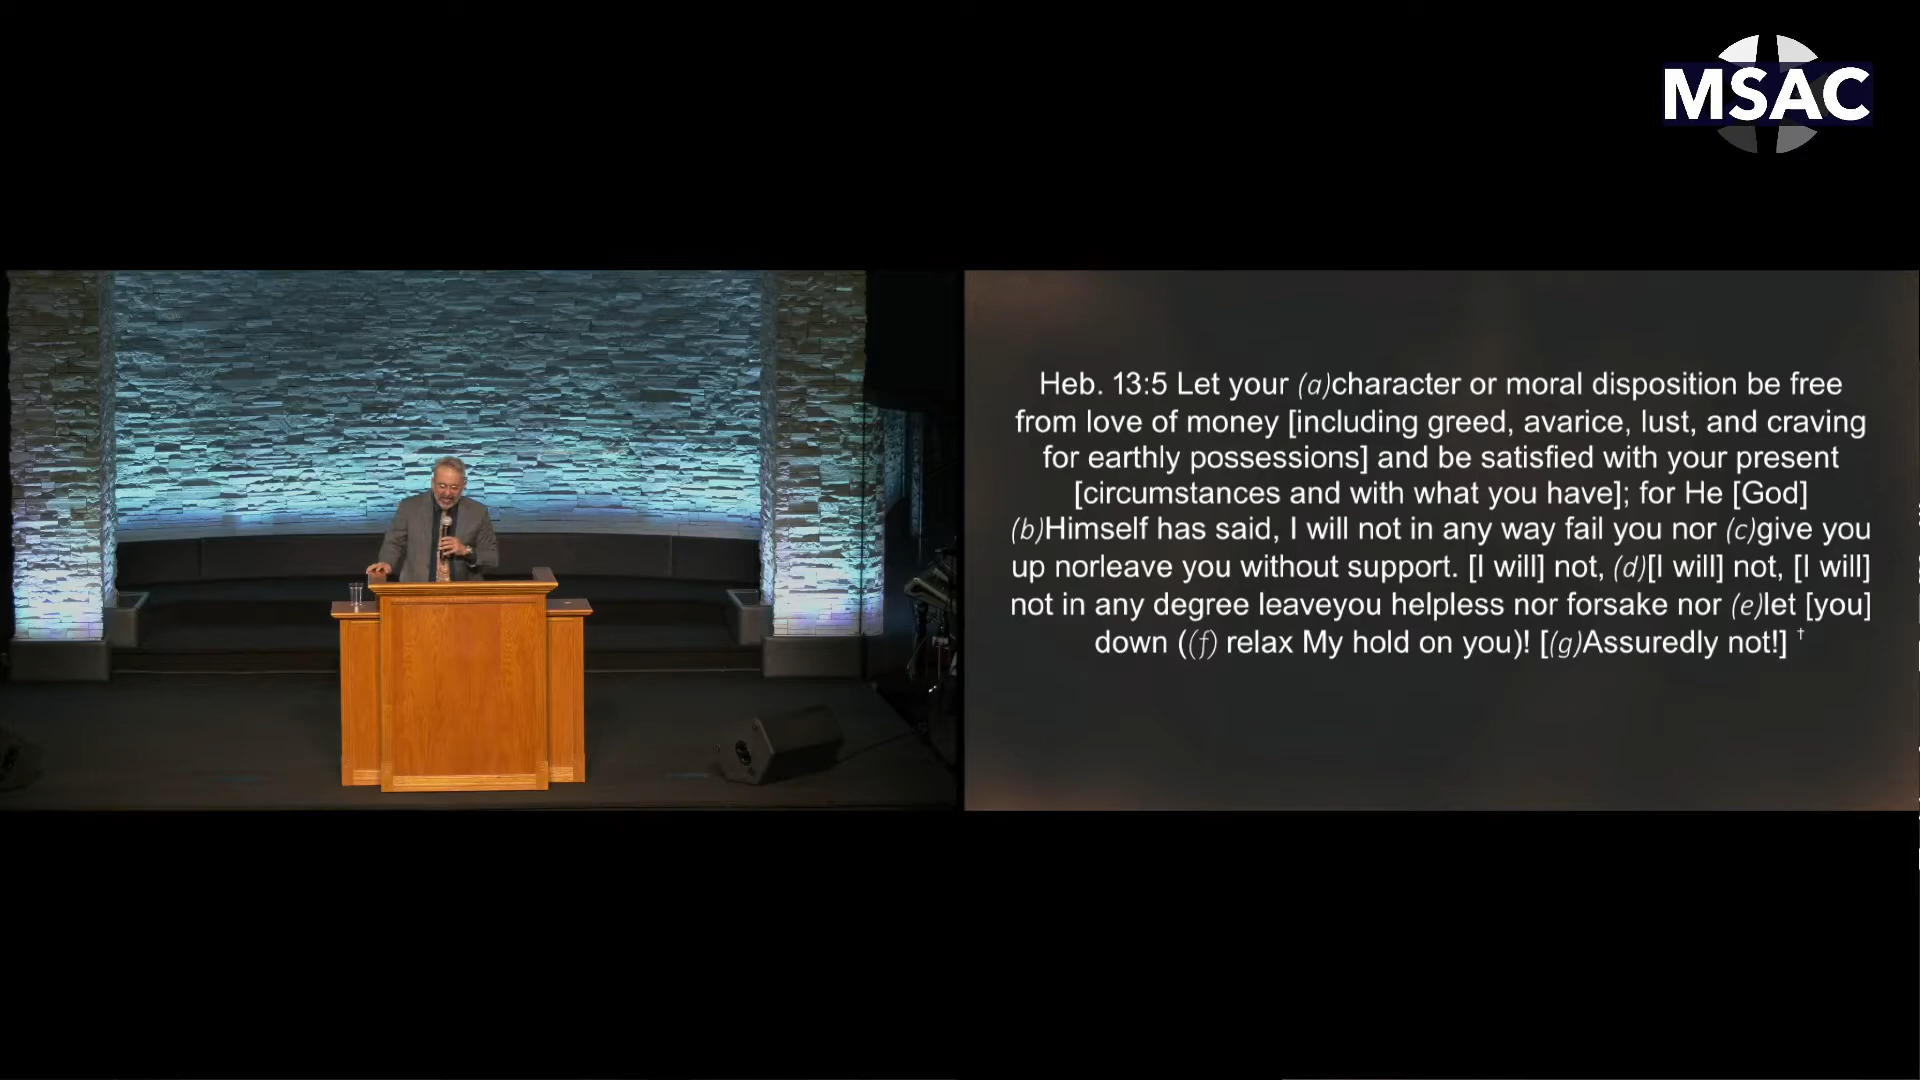 MSAC
Heb. 13:5 Let your (a)character or moral disposition be free
from love of money [including greed, avarice, lust, and craving
for earthly possessions] and be satisfied with your present
[circumstances and with what you have]; for He [God]
(b)Himself has said, I will not in any way fail you nor (c)give you
up norleave you without support. [I will] not, (d)[I will] not, [I will]
not in any degree leaveyou helpless nor forsake nor (e)let [you]
down ((f) relax My hold on you)! [(g)Assuredly not!] †